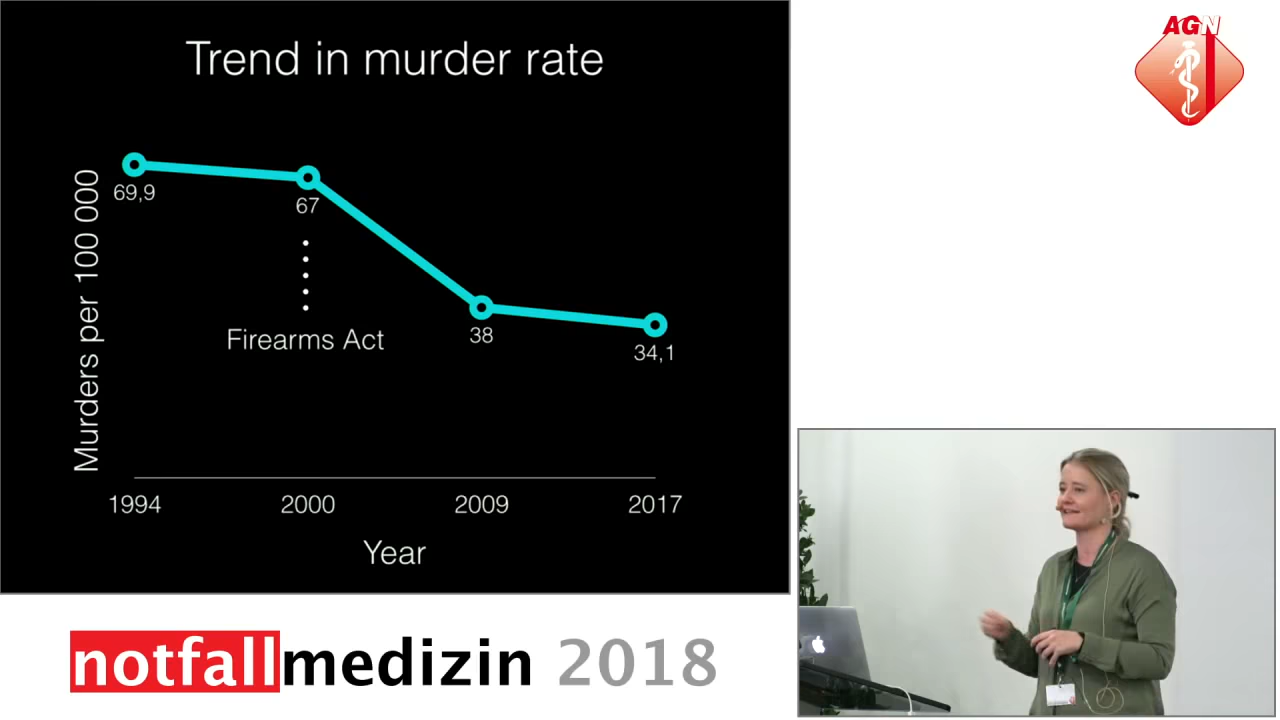 Trend in murder rate
Murders per 100 000
69,9
67
38
34,1
Firearms Act
1994 2000 2009 2017
Year
AGN
notfallmedizin 2018